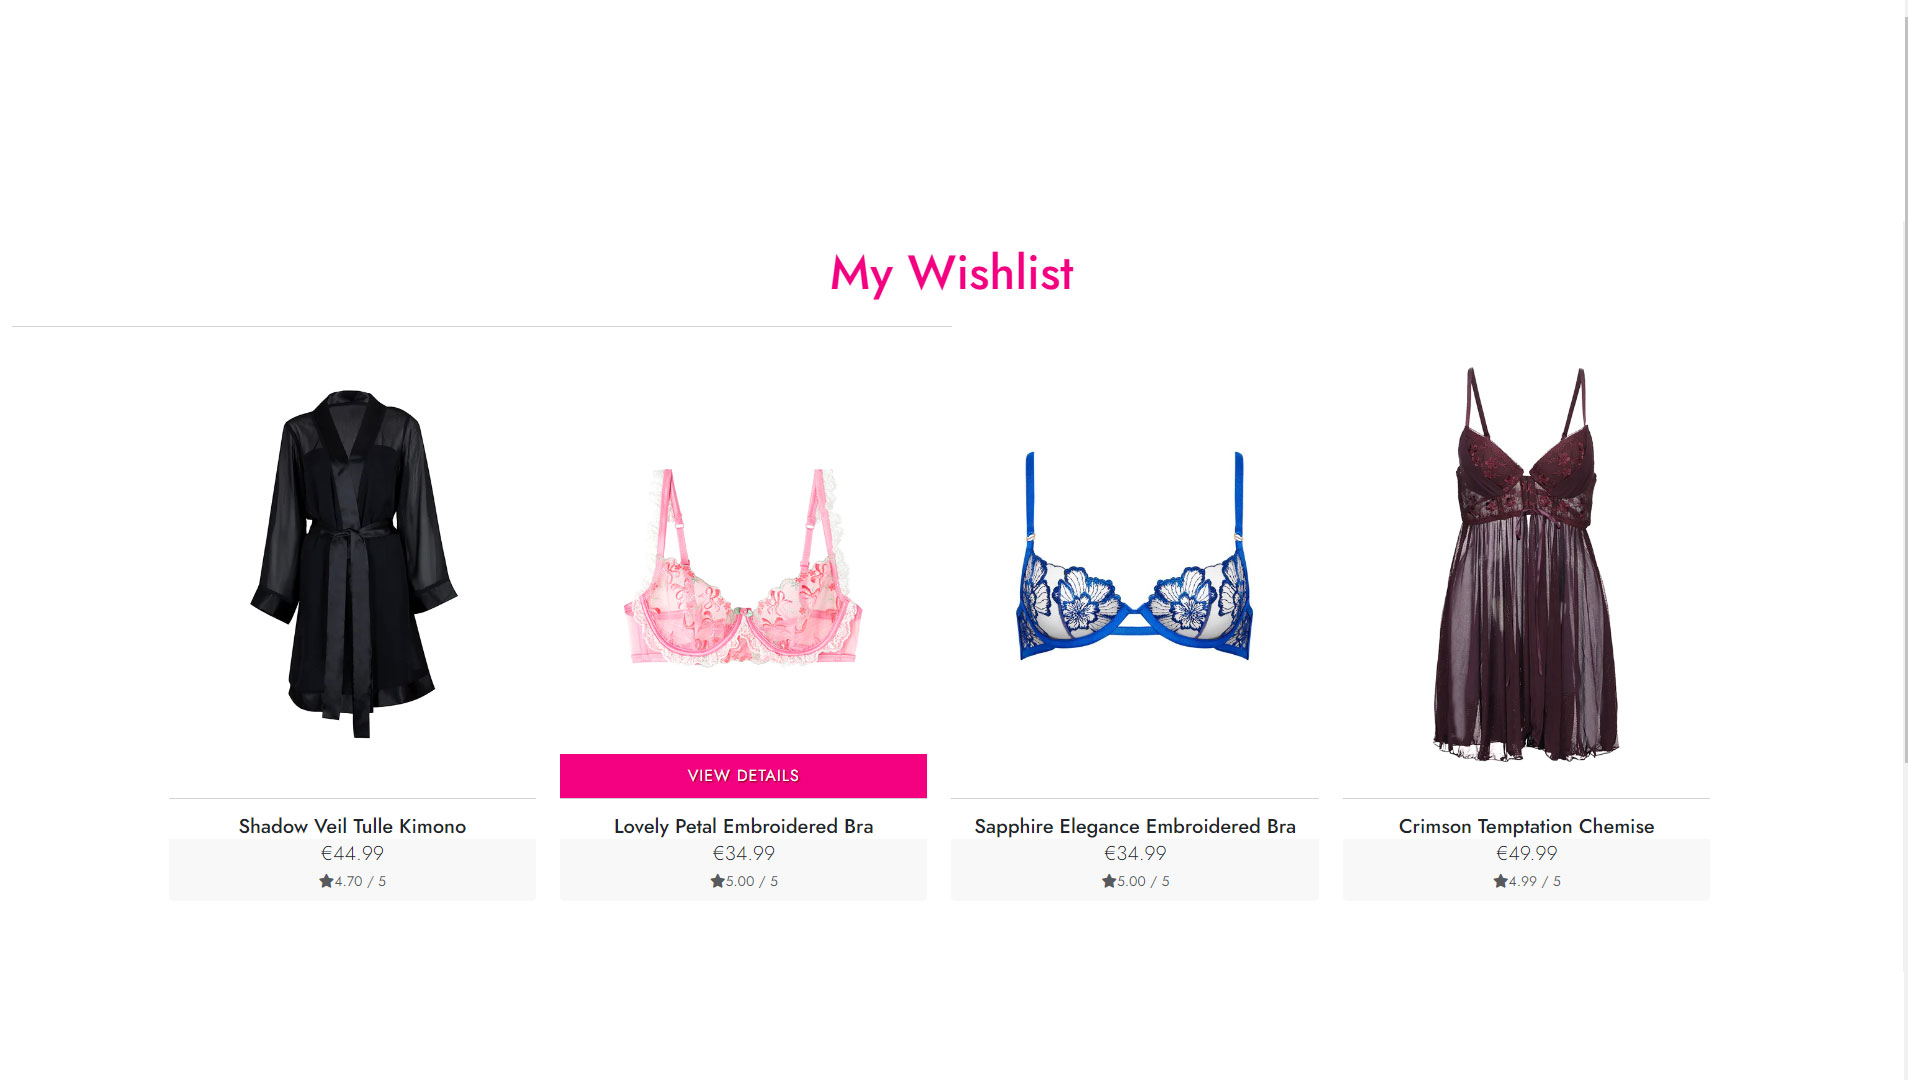 My Wishlist
VIEW DETAILS
Shadow Veil Tulle Kimono
€44.99
4.70 / 5
Lovely Petal Embroidered Bra
€34.99
5.00 / 5
Sapphire Elegance Embroidered Bra
€34.99
5.00 / 5
Crimson Temptation Chemise
€49.99
4.99 / 5